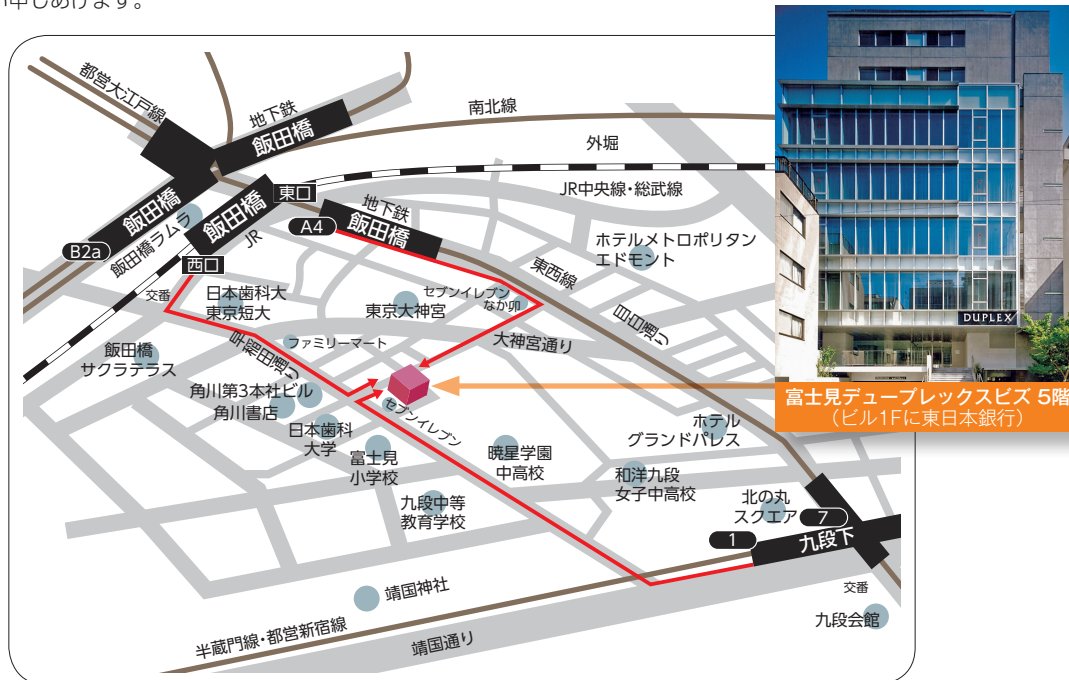 い申しあげます。
都営大江戸線
地下鉄
飯田橋
南北線
外堀
JR中央線・総武線
飯田橋
飯田橋
東口
地下鉄
A4
飯田橋
B2a
飯田橋ラムラ
JR
西口
交番
日本歯科大
東京短大
東京大神宮
セブンイレブン
なか卯
ホテルメトロポリタン
エドモント
東西線
目白通り
大神宮通り
早稲田通り
ファミリーマート
飯田橋
サクラテラス
角川第3本社ビル
角川書店
日本歯科
大学
セブンイレブン
富士見
小学校
暁星学園
中高校
九段中等
教育学校
ホテル
グランドパレス
和洋九段
女子中高校
北の丸
スクエア
7
1
九段下
交番
九段会館
靖国神社
半蔵門線・都営新宿線
靖国通り
DUPLEX
富士見デュープレックスビズ 5階
（ビル1Fに東日本銀行）